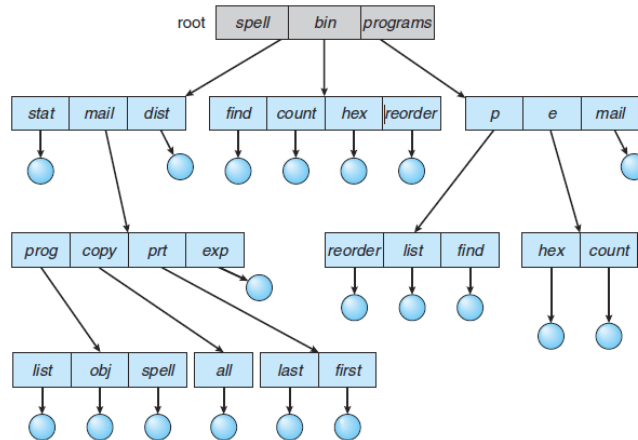 root spell bin programs
stat mail dist find count hex reorder p e mail
prog copy prt exp reorder list find hex count
list obj spell all last first